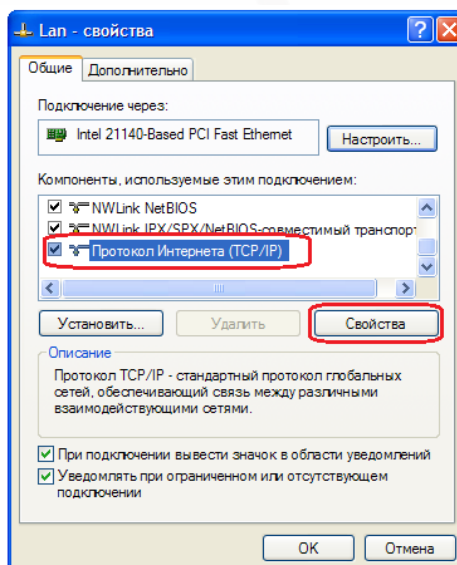 Lan - свойства
Общие Дополнительно
Подключение через:
Intel 21140-Based PCI Fast Ethernet Настроить...
Компоненты, используемые этим подключением:
NWLink NetBIOS
NWLink IPX/SPX/NetBIOS-совместимый транспор
Протокол Интернета (TCP/IP)
Установить... Удалить Свойства
Описание
Протокол TCP/IP - стандартный протокол глобальных
сетей, обеспечивающий связь между различными
взаимодействующими сетями.
При подключении вывести значок в области уведомлений
Уведомлять при ограниченном или отсутствующем
подключении
OK Отмена